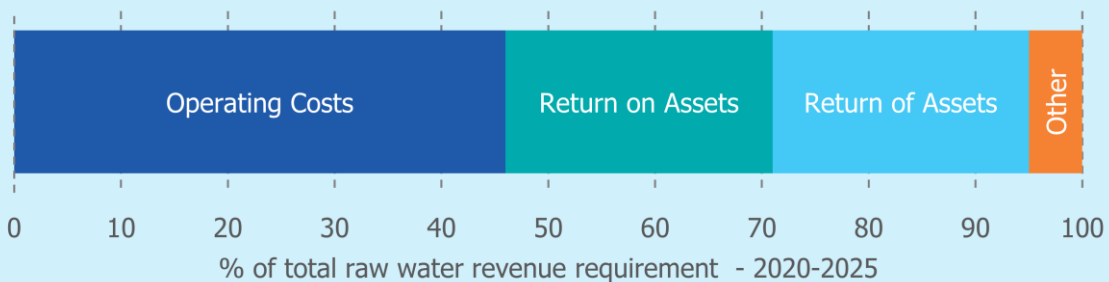 Operating Costs
Return on Assets
Return of Assets
Other
0 10 20 30 40 50 60 70 80 90 100
% of total raw water revenue requirement - 2020-2025